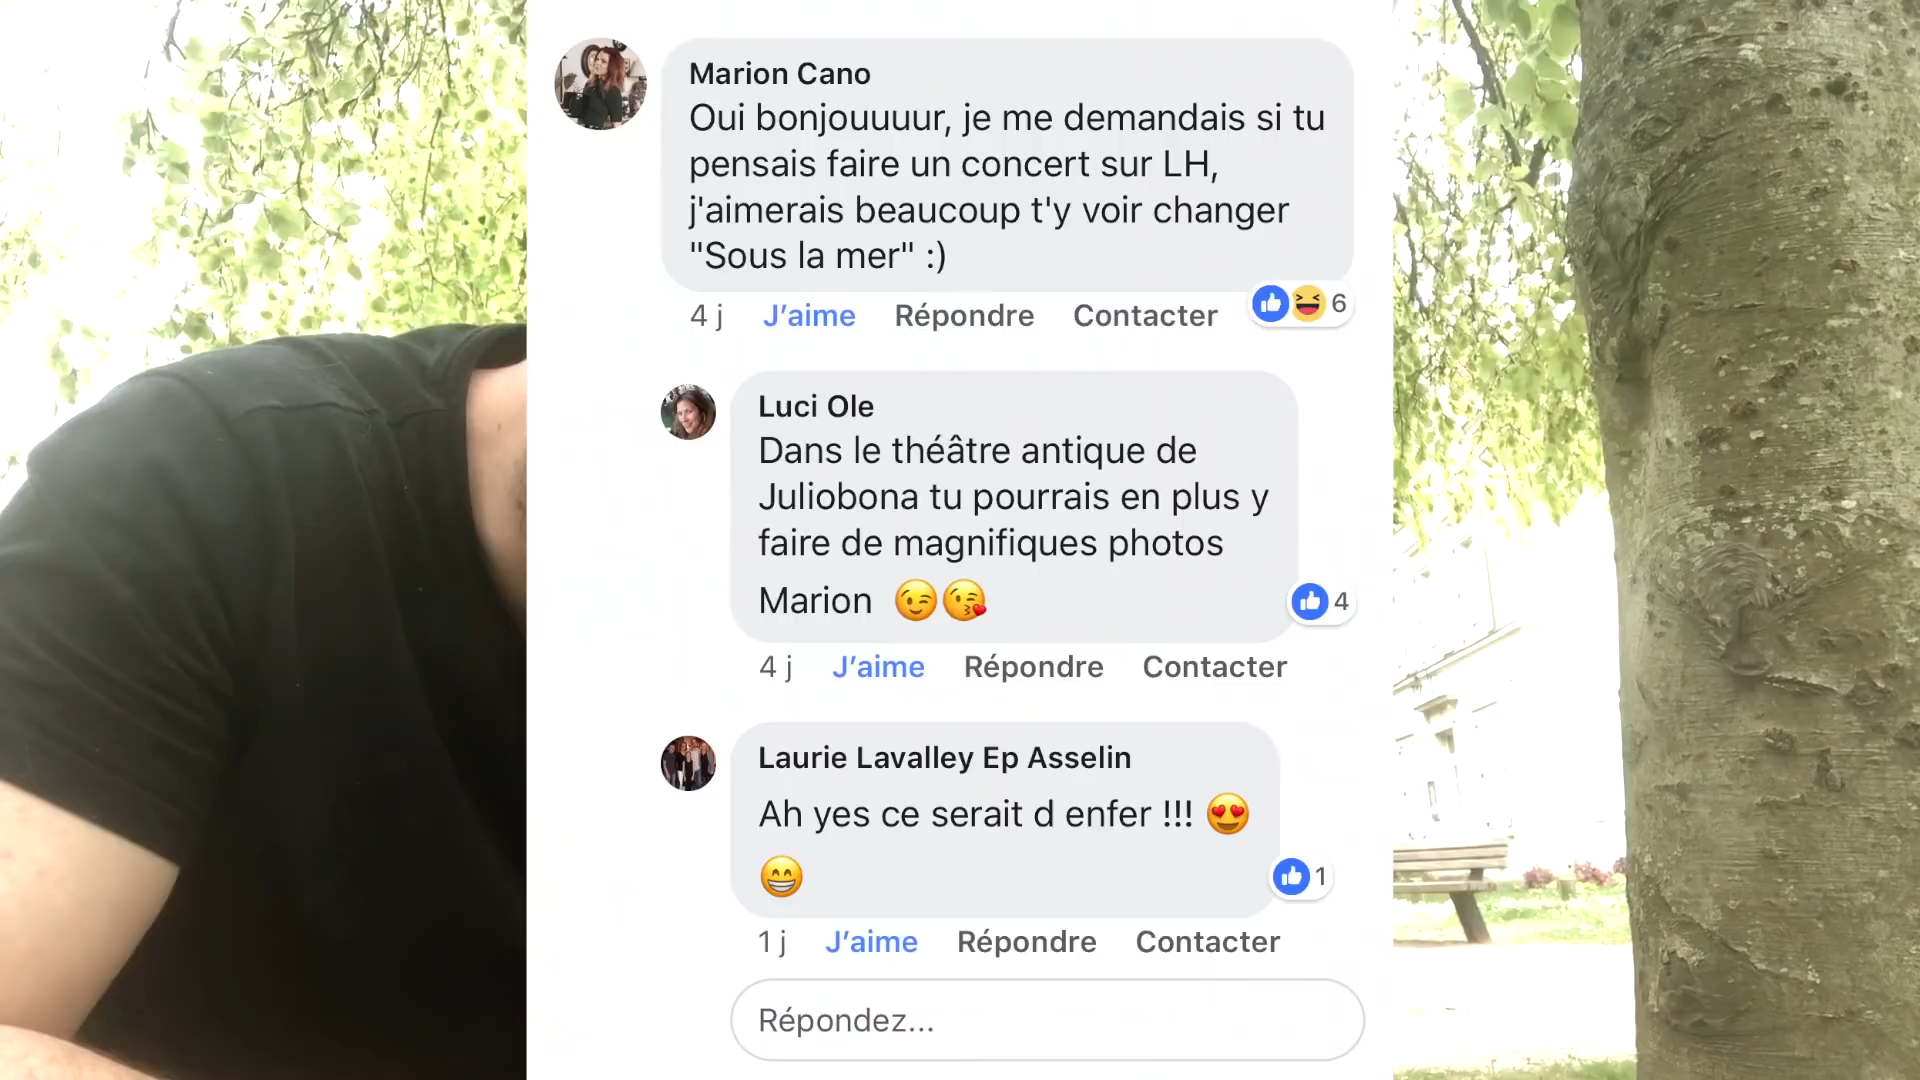 Marion Cano
Oui bonjouuuur, je me demandais si tu
pensais faire un concert sur LH,
j'aimerais beaucoup t'y voir changer
"Sous la mer" :)
4 j J’aime Répondre Contacter 6
Luci Ole
Dans le théâtre antique de
Juliobona tu pourrais en plus y
faire de magnifiques photos
Marion 😉😘
4
4 j J’aime Répondre Contacter
Laurie Lavalley Ep Asselin
Ah yes ce serait d enfer !!! 😍
😁
1
1 j J’aime Répondre Contacter
Répondez...